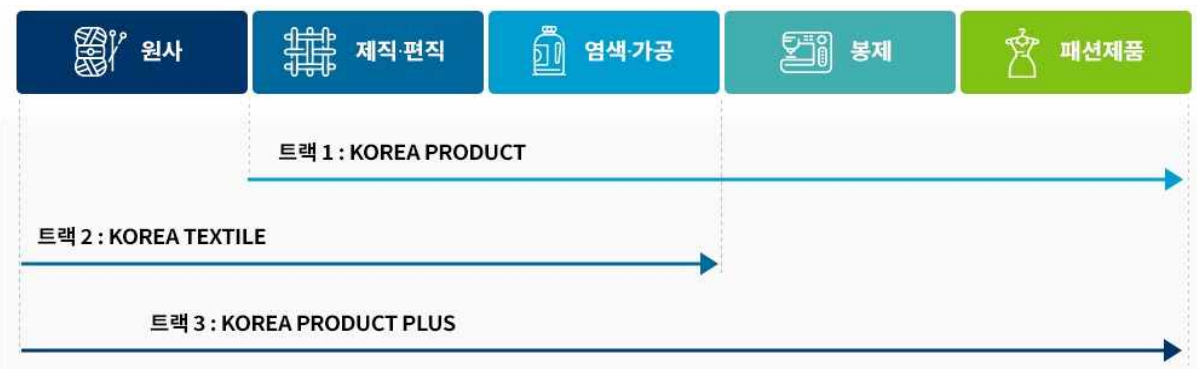 원사
제직·편직
염색·가공
봉제
패션제품
트랙 1 : KOREA PRODUCT
트랙 2 : KOREA TEXTILE
트랙 3 : KOREA PRODUCT PLUS